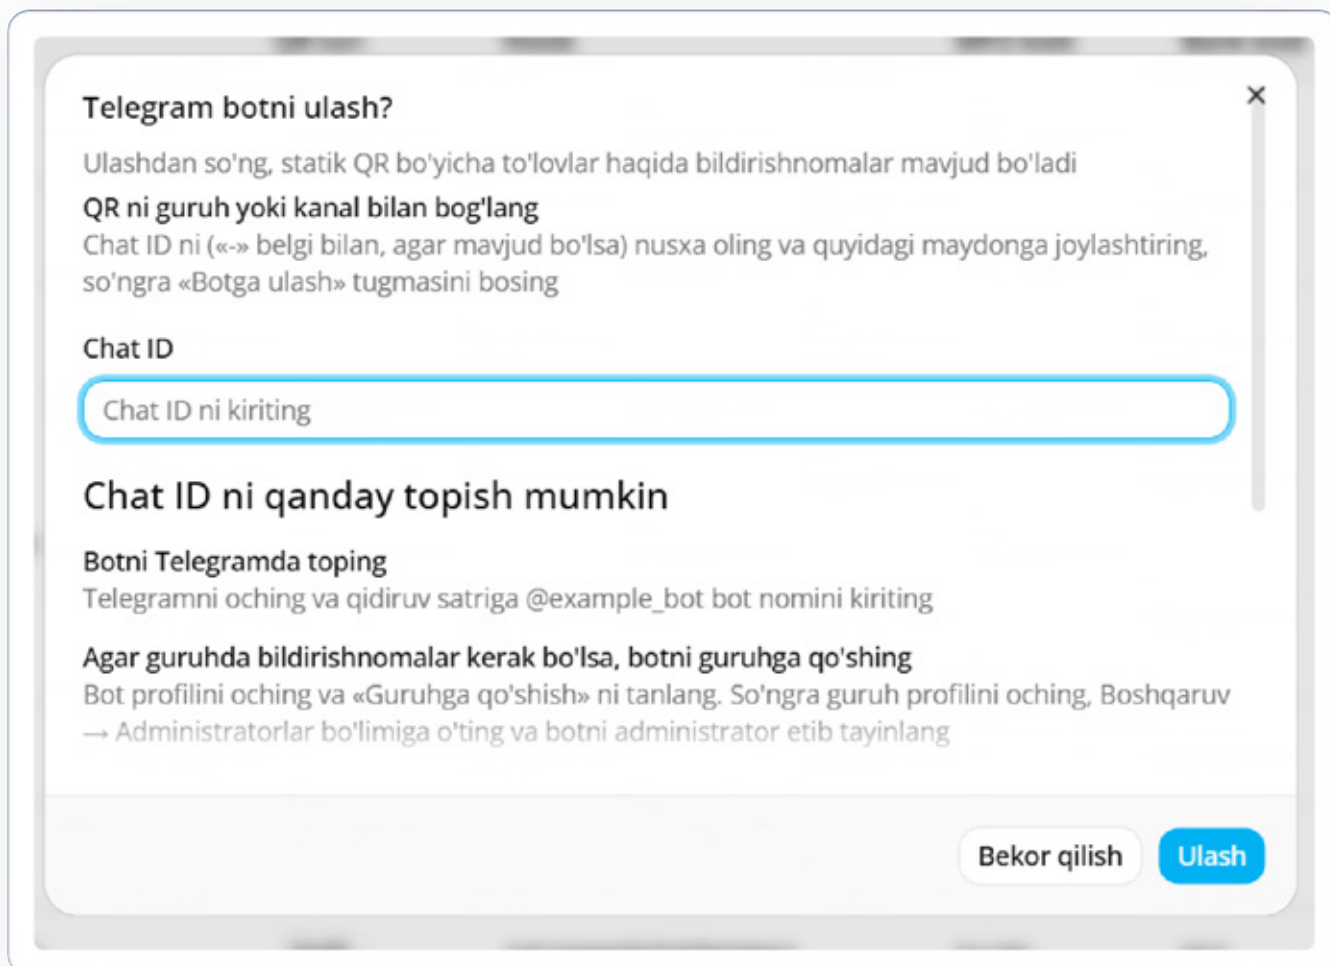 Telegram botni ulash?
Ulashdan so'ng, statik QR bo'yicha to'lovlar haqida bildirishnomalar mavjud bo'ladi
QR ni guruh yoki kanal bilan bog'lang
Chat ID ni («-» belgi bilan, agar mavjud bo'lsa) nusxa oling va quyidagi maydonga joylashtiring,
so'ngra «Botga ulash» tugmasini bosing
Chat ID
Chat ID ni kiriting
Chat ID ni qanday topish mumkin
Botni Telegramda toping
Telegramni oching va qidiruv satriga @example_bot bot nomini kiriting
Agar guruhda bildirishnomalar kerak bo'lsa, botni guruhga qo'shing
Bot profilini oching va «Guruhga qo'shish» ni tanlang. So'ngra guruh profilini oching, Boshqaruv
→ Administratorlar bo'limiga o'ting va botni administrator etib tayinlang
Bekor qilish
Ulash